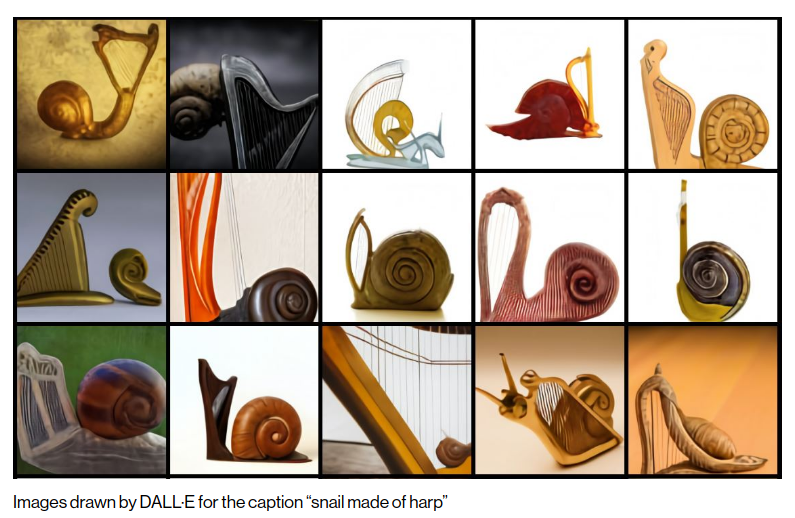 Images drawn by DALL·E for the caption “snail made of harp”